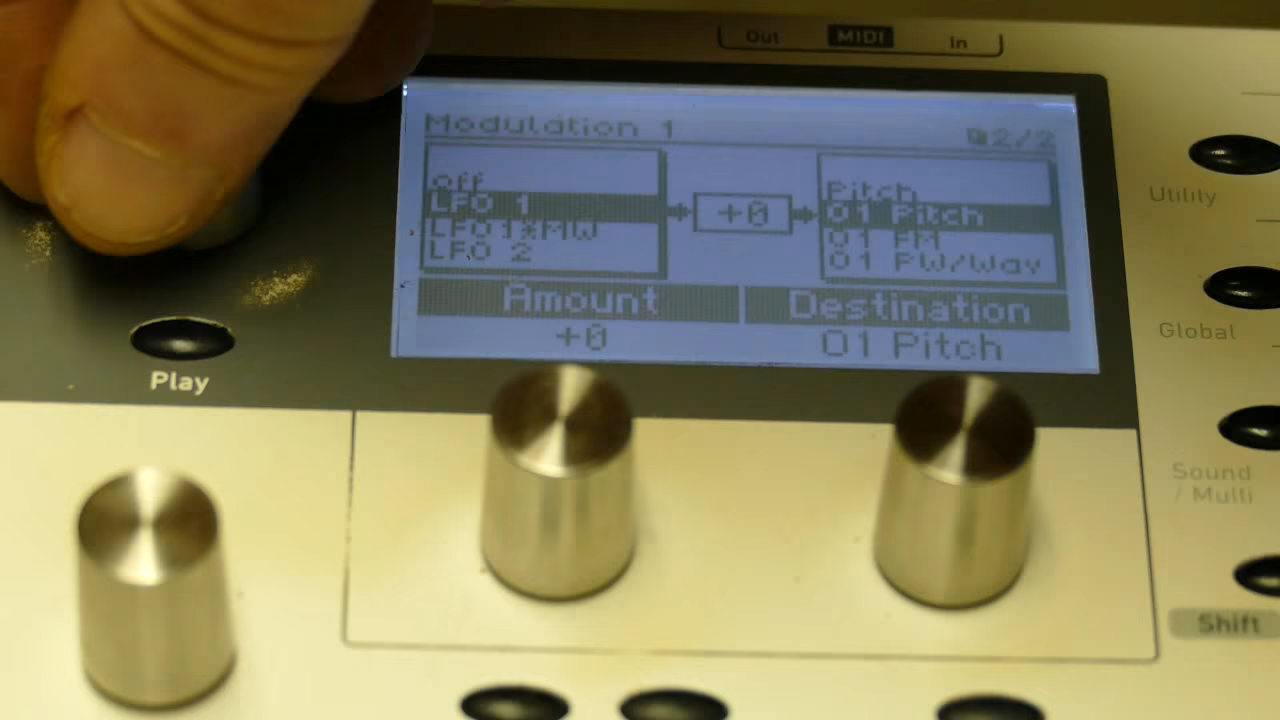 Out MIDI In
Modulation 1 2/2
off
LFO 1
LFO1*MW
LFO 2
+0
Pitch
O1 Pitch
O1 FM
O1 PW/Wav
Amount Destination
+0 O1 Pitch
Play
Utility
Global
Sound
/ Multi
Shift